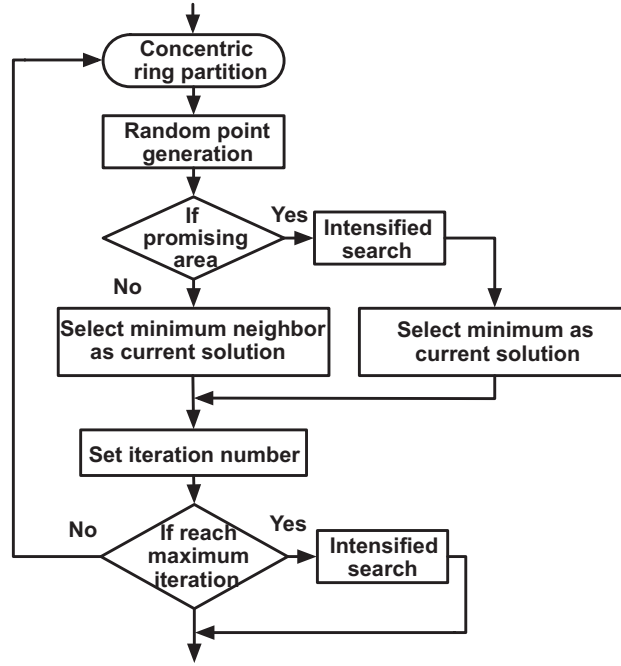 Concentric
ring partition
Random point
generation
If
promising
area
Yes
Intensified
search
No
Select minimum neighbor
as current solution
Select minimum as
current solution
Set iteration number
No
If reach
maximum
iteration
Yes
Intensified
search